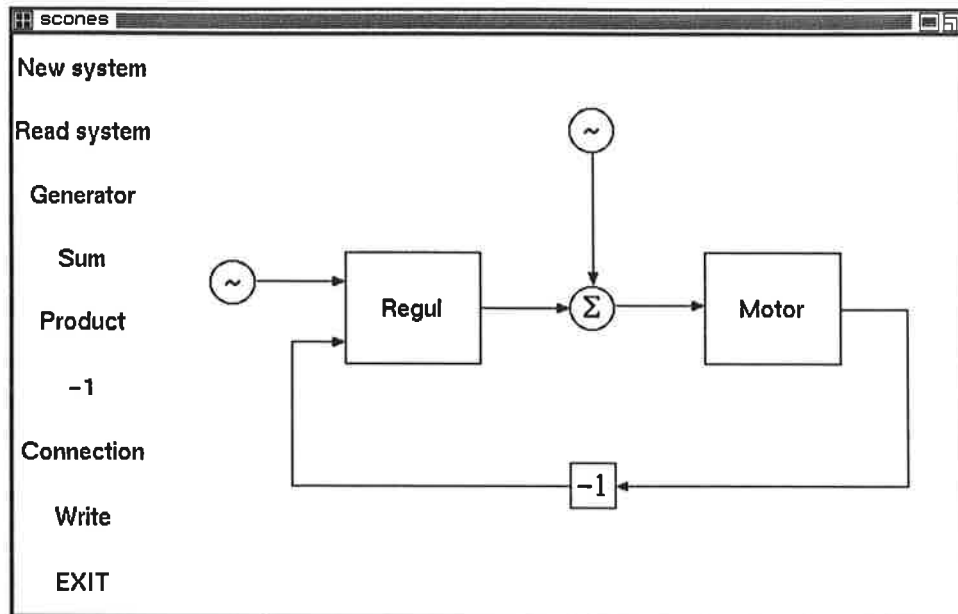 scones
New system
Read system
Generator
Sum
Product
-1
Connection
Write
EXIT
~
~
Regul
Σ
Motor
-1